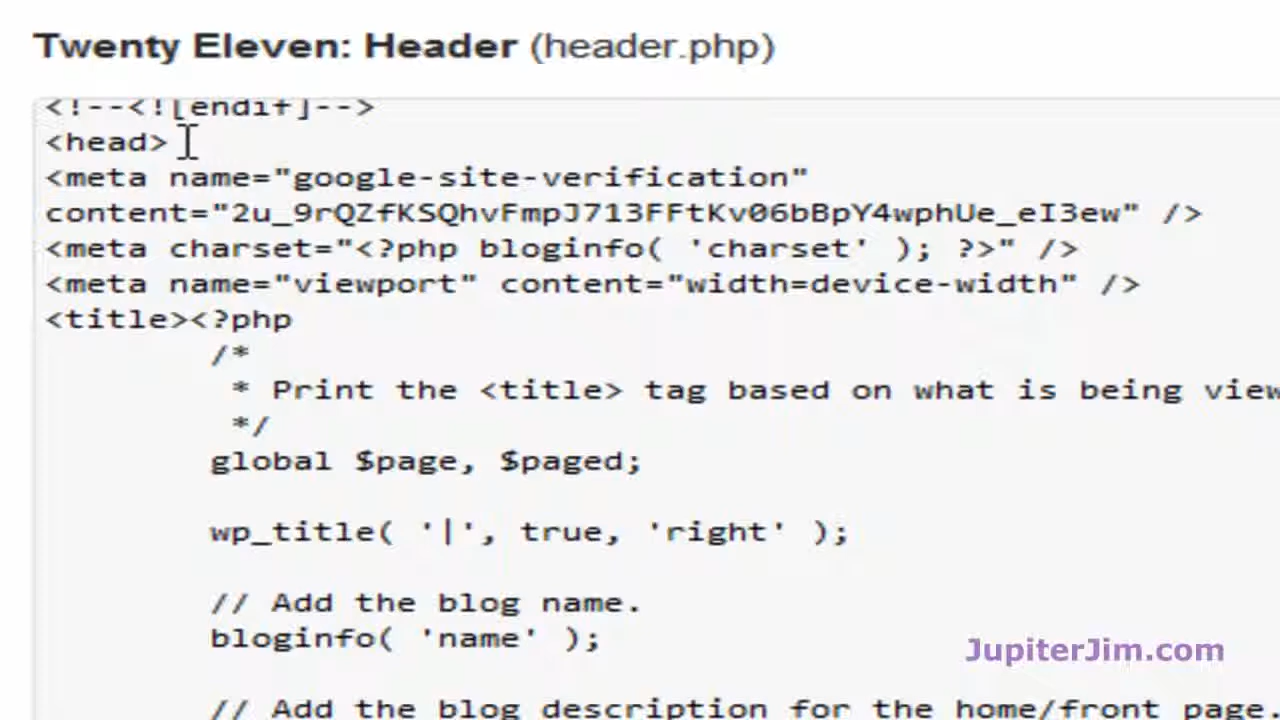 Twenty Eleven: Header (header.php)
<!--<![endif]-->
<head>
<meta name="google-site-verification"
content="2u_9rQZfKSQhvFmpJ713FFtKv06bBpY4wphUe_eI3ew" />
<meta charset="<?php bloginfo( 'charset' ); ?>" />
<meta name="viewport" content="width=device-width" />
<title><?php
/*
* Print the <title> tag based on what is being view
*/
global $page, $paged;
wp_title( '|', true, 'right' );
// Add the blog name.
bloginfo( 'name' );
JupiterJim.com
// Add the blog description for the home/front page.